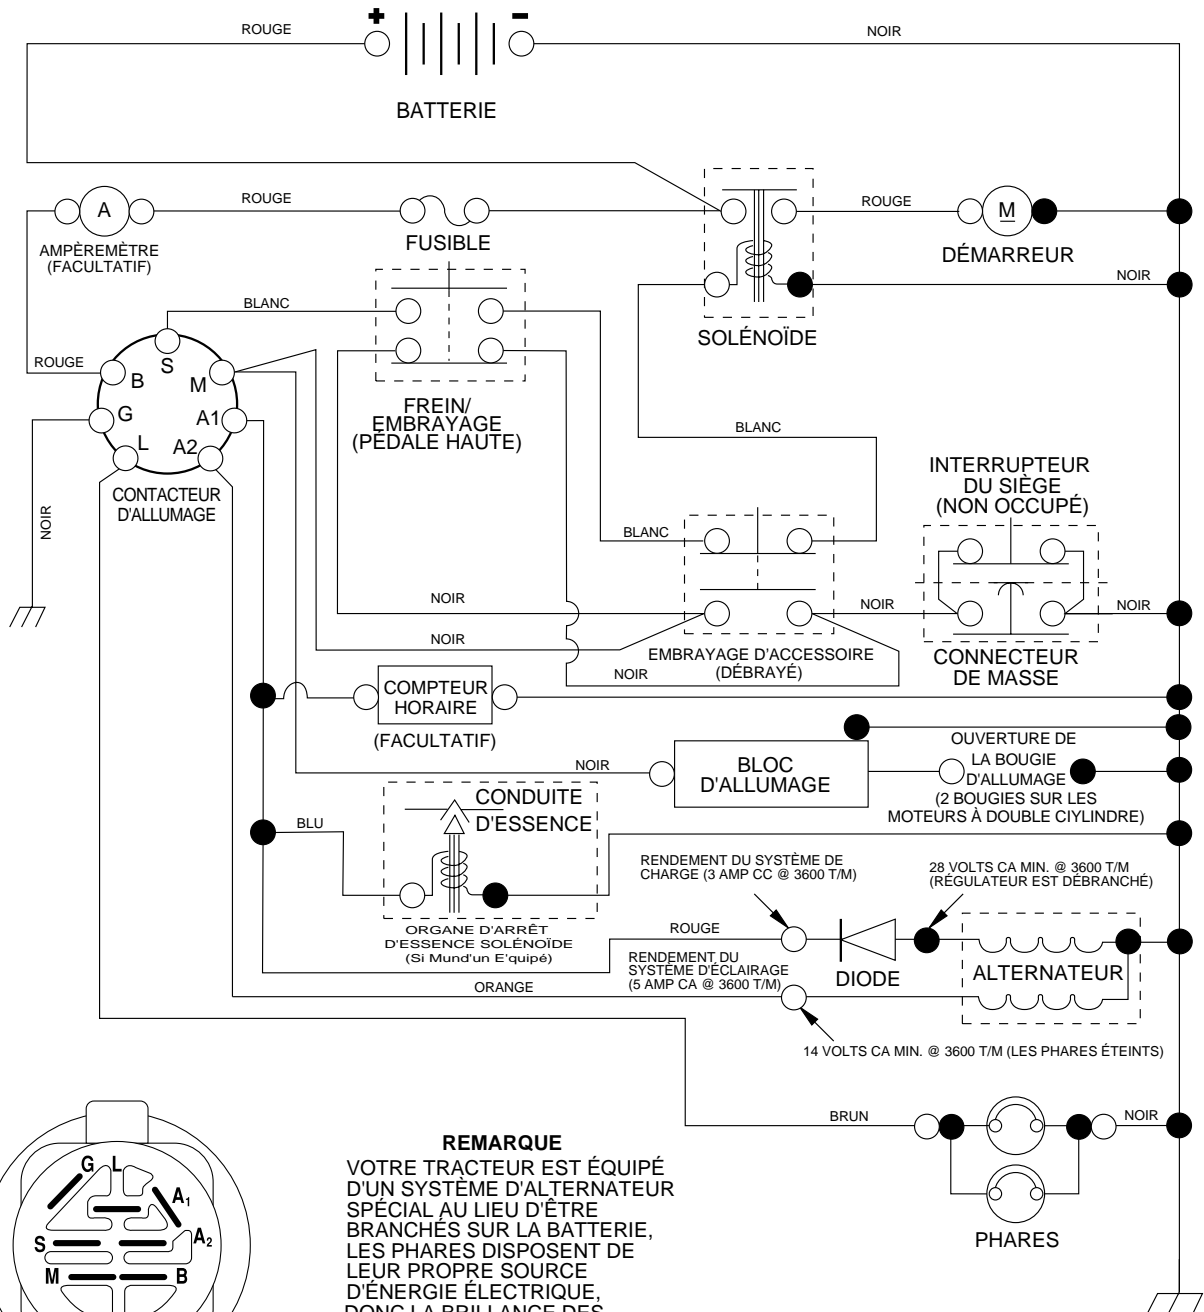 +
–
ROUGE
NOIR
BATTERIE
ROUGE
ROUGE
A
M
AMPÈREMÈTRE
(FACULTATIF)
FUSIBLE
DÉMARREUR
NOIR
BLANC
SOLÉNOÏDE
ROUGE
S
B
M
G
A1
L
A2
FREIN/
EMBRAYAGE
(PÉDALE HAUTE)
BLANC
CONTACTEUR
D'ALLUMAGE
INTERRUPTEUR
DU SIÈGE
(NON OCCUPÉ)
NOIR
BLANC
NOIR
NOIR
NOIR
NOIR
EMBRAYAGE D'ACCESSOIRE
(DÉBRAYÉ)
NOIR
CONNECTEUR
DE MASSE
COMPTEUR
HORAIRE
(FACULTATIF)
NOIR
BLOC
D'ALLUMAGE
OUVERTURE DE
LA BOUGIE
D'ALLUMAGE
(2 BOUGIES SUR LES
MOTEURS À DOUBLE CIYLINDRE)
CONDUITE
D'ESSENCE
BLU
RENDEMENT DU SYSTÈME DE
CHARGE (3 AMP CC @ 3600 T/M)
28 VOLTS CA MIN. @ 3600 T/M
(RÉGULATEUR EST DÉBRANCHÉ)
ORGANE D'ARRÊT
D'ESSENCE SOLÉNOÏDE
(Si Mund'un E'quipé)
ROUGE
RENDEMENT DU
SYSTÈME D'ÉCLAIRAGE
(5 AMP CA @ 3600 T/M)
DIODE
ALTERNATEUR
ORANGE
14 VOLTS CA MIN. @ 3600 T/M (LES PHARES ÉTEINTS)
BRUN
NOIR
PHARES
G
L
A1
A2
S
M
B
REMARQUE
VOTRE TRACTEUR EST ÉQUIPÉ
D'UN SYSTÈME D'ALTERNATEUR
SPÉCIAL AU LIEU D'ÊTRE
BRANCHÉS SUR LA BATTERIE,
LES PHARES DISPOSENT DE
LEUR PROPRE SOURCE
D'ÉNERGIE ÉLECTRIQUE,
DONC LA BRILLANCE DES